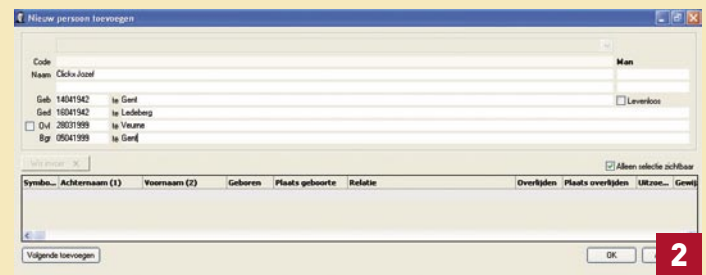 Nieuw persoon toevoegen
Code
Man
Naam Clickx Jozef
Geb 14041942 te Gent
Levenloos
Ged 16041942 te Ledeberg
Ovl 28031999 te Veurne
Bgr 05041999 te Gent
Alleen selectie zichtbaar
Symbo... Achternaam (1) Voornaam (2) Geboren Plaats geboorte Relatie Overlijden Plaats overlijden Uitzoe... Gewij
Volgende toevoegen OK
2